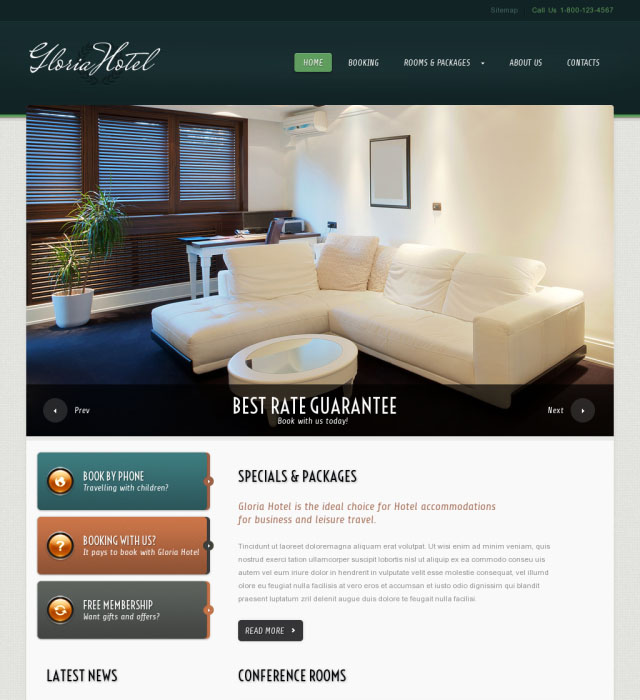 Sitemap Call Us 1-800-123-4567
Gloria Hotel
HOME BOOKING ROOMS & PACKAGES ABOUT US CONTACTS
Prev
BEST RATE GUARANTEE
Book with us today!
Next
BOOK BY PHONE
Travelling with children?
BOOKING WITH US?
It pays to book with Gloria Hotel
FREE MEMBERSHIP
Want gifts and offers?
LATEST NEWS
SPECIALS & PACKAGES
Gloria Hotel is the ideal choice for Hotel accommodations
for business and leisure travel.
Tincidunt ut laoreet doloremagna aliquam erat volutpat. Ut wisi enim ad minim veniam, quis
nostrud exerci tation ullamcorper suscipit lobortis nisl ut aliquip ex ea commodo conseu uis
autem vel eum iriure dolor in hendrerit in vulputate velit esse molestie consequat, vel illumd
olore eu feugiat nulla facilisis at vero eros et accumsan et iusto odio dignissim qui blandit
praesent luptatum zril delenit augue duis dolore te feugait nulla facilisi.
READ MORE
CONFERENCE ROOMS